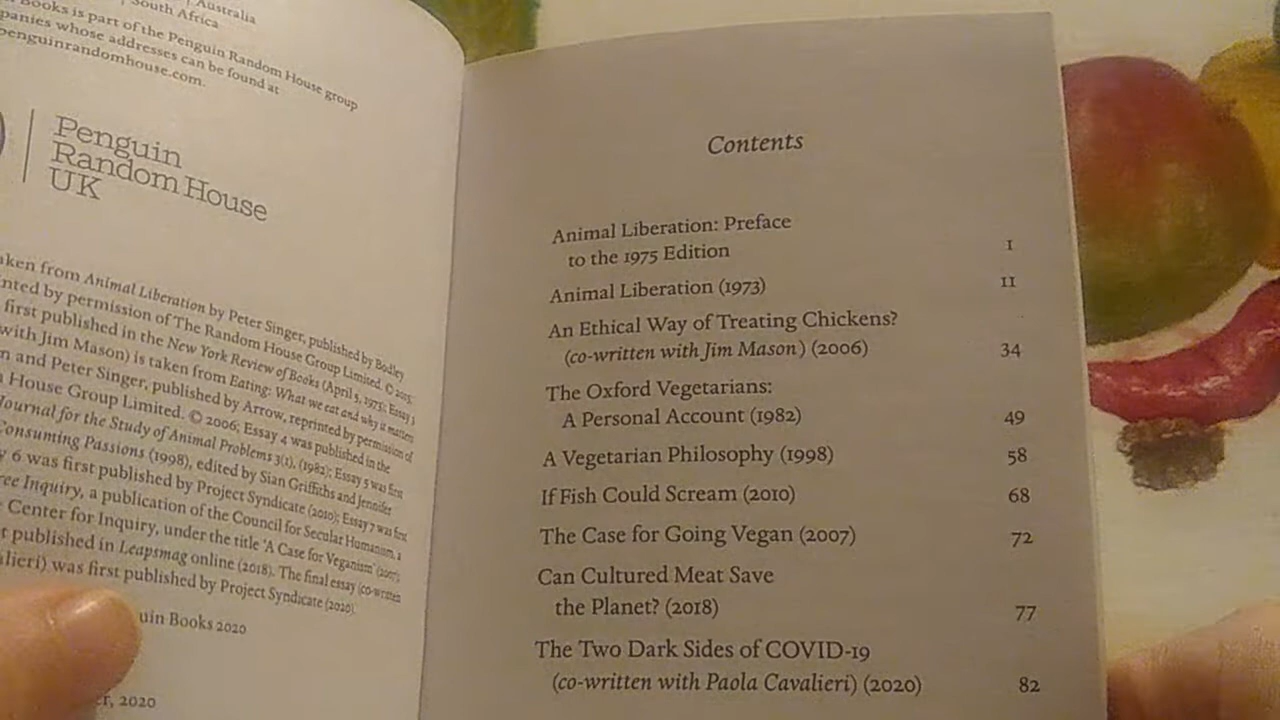 Australia
South Africa
Books is part of the Penguin Random House group
panies whose addresses can be found at
penguinrandomhouse.com.
Penguin
Random House
UK
aken from Animal Liberation by Peter Singer, published by Bodley
nted by permission of The Random House Group Limited. © 2015;
first published in the New York Review of Books (April 5, 1973); Essay 3
with Jim Mason) is taken from Eating: What we eat and why it matters
n and Peter Singer, published by Arrow, reprinted by permission of
House Group Limited. © 2006; Essay 4 was published in the
Journal for the Study of Animal Problems 3(1), (1982); Essay 5 was first
Consuming Passions (1998), edited by Sian Griffiths and Jennifer
y 6 was first published by Project Syndicate (2010); Essay 7 was first
ree Inquiry, a publication of the Council for Secular Humanism, a
Center for Inquiry, under the title 'A Case for Veganism' (2007);
t published in Leapsmag online (2018). The final essay (co-written
alieri) was first published by Project Syndicate (2020).
uin Books 2020
er, 2020
Contents
Animal Liberation: Preface
to the 1975 Edition 1
Animal Liberation (1973) 11
An Ethical Way of Treating Chickens?
(co-written with Jim Mason) (2006) 34
The Oxford Vegetarians:
A Personal Account (1982) 49
A Vegetarian Philosophy (1998) 58
If Fish Could Scream (2010) 68
The Case for Going Vegan (2007) 72
Can Cultured Meat Save
the Planet? (2018) 77
The Two Dark Sides of COVID-19
(co-written with Paola Cavalieri) (2020) 82